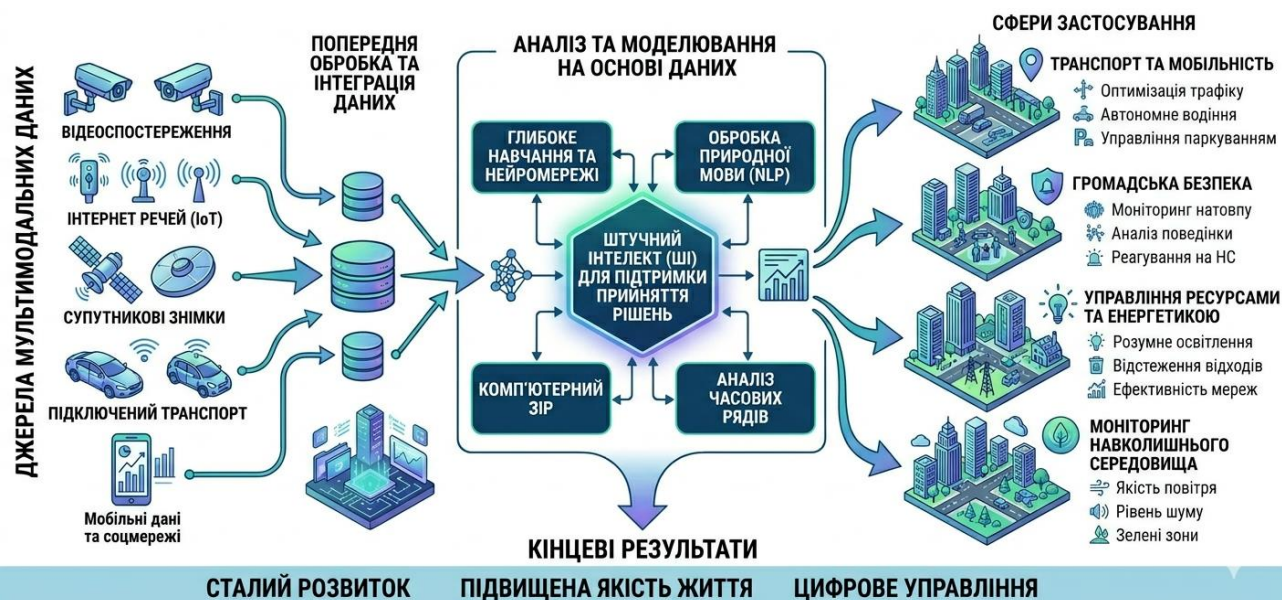 ДЖЕРЕЛА МУЛЬТИМОДАЛЬНИХ ДАНИХ
ВІДЕОСПОСТЕРЕЖЕННЯ
ІНТЕРНЕТ РЕЧЕЙ (IoT)
СУПУТНИКОВІ ЗНІМКИ
ПІДКЛЮЧЕНИЙ ТРАНСПОРТ
Мобільні дані
та соцмережі
ПОПЕРЕДНЯ
ОБРОБКА ТА
ІНТЕГРАЦІЯ
ДАНИХ
АНАЛІЗ ТА МОДЕЛЮВАННЯ
НА ОСНОВІ ДАНИХ
ГЛИБОКЕ
НАВЧАННЯ ТА
НЕЙРОМЕРЕЖІ
ОБРОБКА
ПРИРОДНОЇ
МОВИ (NLP)
ШТУЧНИЙ
ІНТЕЛЕКТ (ШІ)
ДЛЯ ПІДТРИМКИ
ПРИЙНЯТТЯ
РІШЕНЬ
КОМП'ЮТЕРНИЙ
ЗІР
АНАЛІЗ
ЧАСОВИХ
РЯДІВ
СФЕРИ ЗАСТОСУВАННЯ
ТРАНСПОРТ ТА МОБІЛЬНІСТЬ
Оптимізація трафіку
Автономне водіння
Управління паркуванням
ГРОМАДСЬКА БЕЗПЕКА
Моніторинг натовпу
Аналіз поведінки
Реагування на НС
УПРАВЛІННЯ РЕСУРСАМИ
ТА ЕНЕРГЕТИКОЮ
Розумне освітлення
Відстеження відходів
Ефективність мереж
МОНІТОРИНГ
НАВКОЛИШНЬОГО
СЕРЕДОВИЩА
Якість повітря
Рівень шуму
Зелені зони
КІНЦЕВІ РЕЗУЛЬТАТИ
СТАЛИЙ РОЗВИТОК ПІДВИЩЕНА ЯКІСТЬ ЖИТТЯ ЦИФРОВЕ УПРАВЛІННЯ